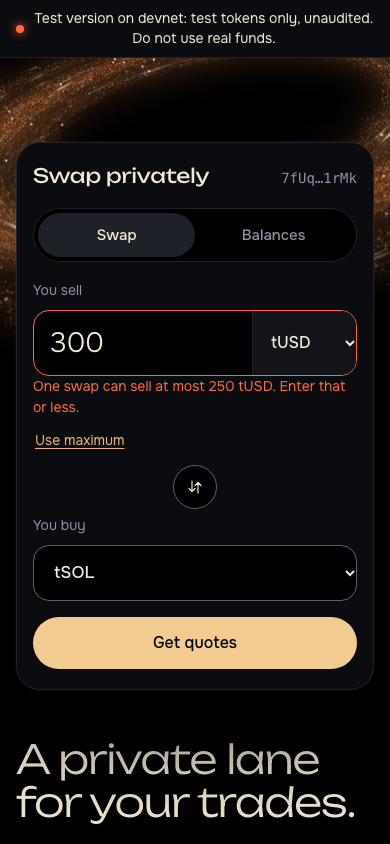 Test version on devnet: test tokens only, unaudited.
Do not use real funds.
Swap privately
7fUq…1rMk
Swap
Balances
You sell
300
tUSD
One swap can sell at most 250 tUSD. Enter that
or less.
Use maximum
You buy
tSOL
Get quotes
A private lane
for your trades.